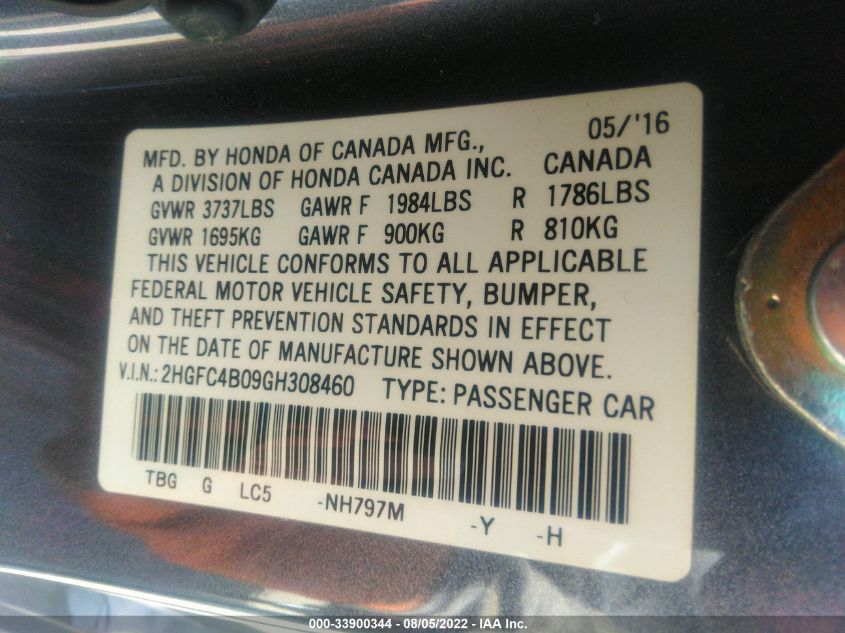 05/'16
MFD. BY HONDA OF CANADA MFG.,
A DIVISION OF HONDA CANADA INC. CANADA
GVWR 3737LBS GAWR F 1984LBS R 1786LBS
GVWR 1695KG GAWR F 900KG R 810KG
THIS VEHICLE CONFORMS TO ALL APPLICABLE
FEDERAL MOTOR VEHICLE SAFETY, BUMPER,
AND THEFT PREVENTION STANDARDS IN EFFECT
ON THE DATE OF MANUFACTURE SHOWN ABOVE.
V.I.N.: 2HGFC4B09GH308460 TYPE: PASSENGER CAR
TBG G LC5 -NH797M -Y -H
000-33900344 - 08/05/2022 - IAA Inc.